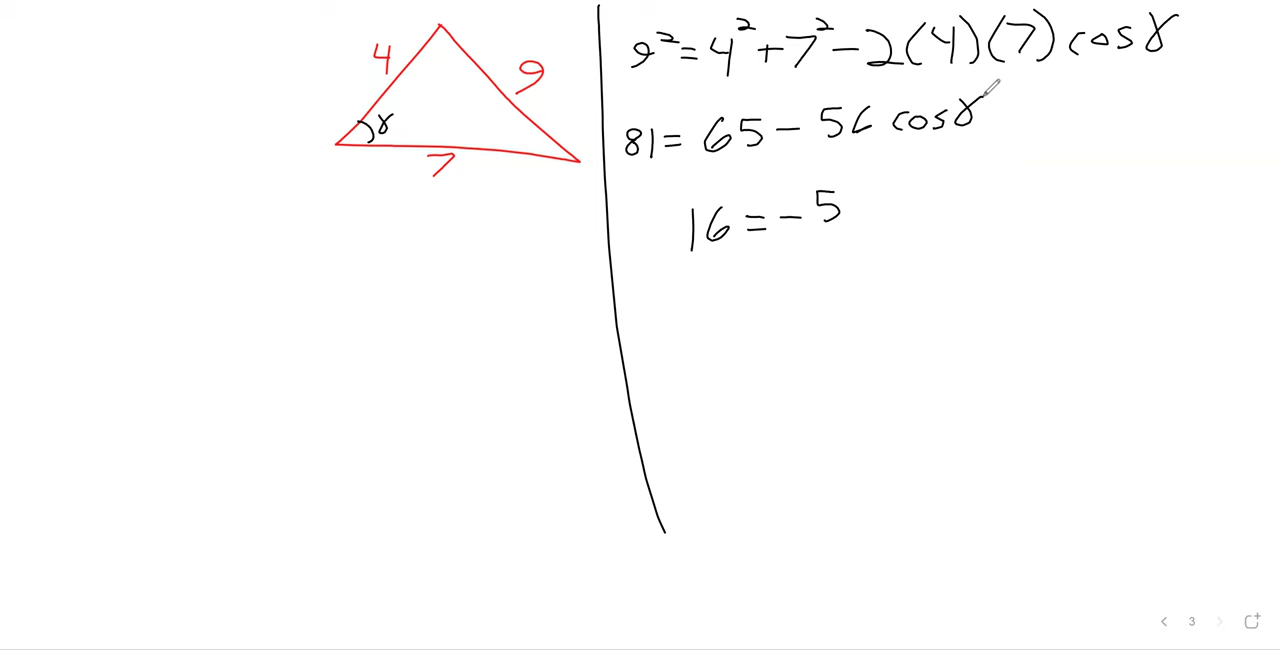 4
9
γ
7
9² = 4² + 7² - 2(4)(7) cos γ
81 = 65 - 56 cos γ
16 = - 5
3